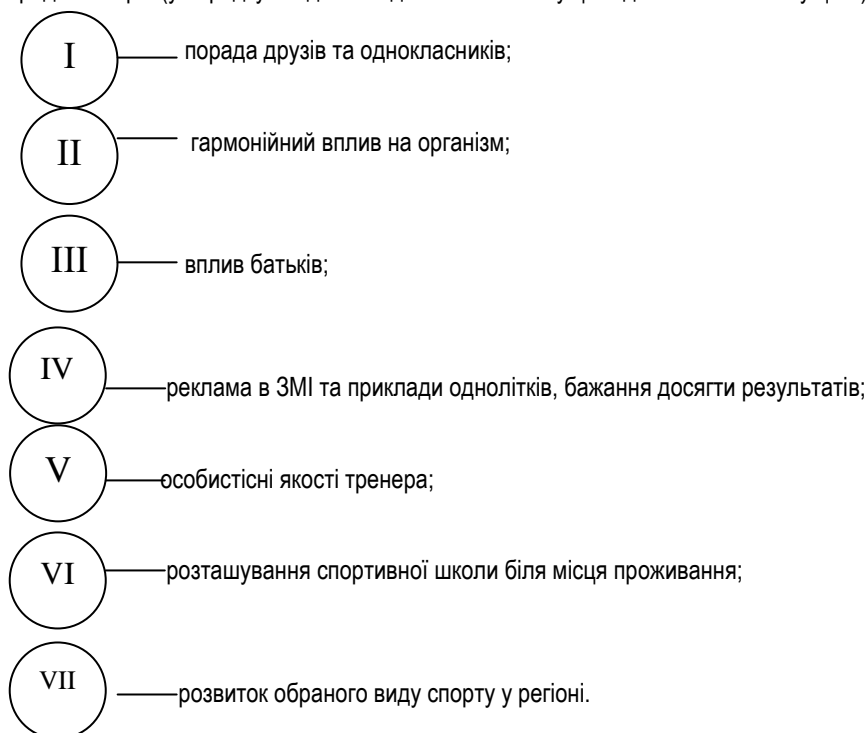 I порада друзів та однокласників;
II гармонійний вплив на організм;
III вплив батьків;
IV реклама в ЗМІ та приклади однолітків, бажання досягти результатів;
V особистісні якості тренера;
VI розташування спортивної школи біля місця проживання;
VII розвиток обраного виду спорту у регіоні.